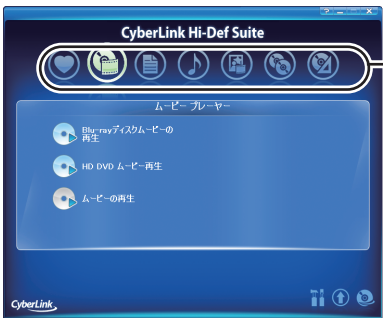 CyberLink Hi-Def Suite
ムービー プレーヤー
Blu-rayディスクムービーの
再生
HD DVD ムービー再生
ムービーの再生
CyberLink